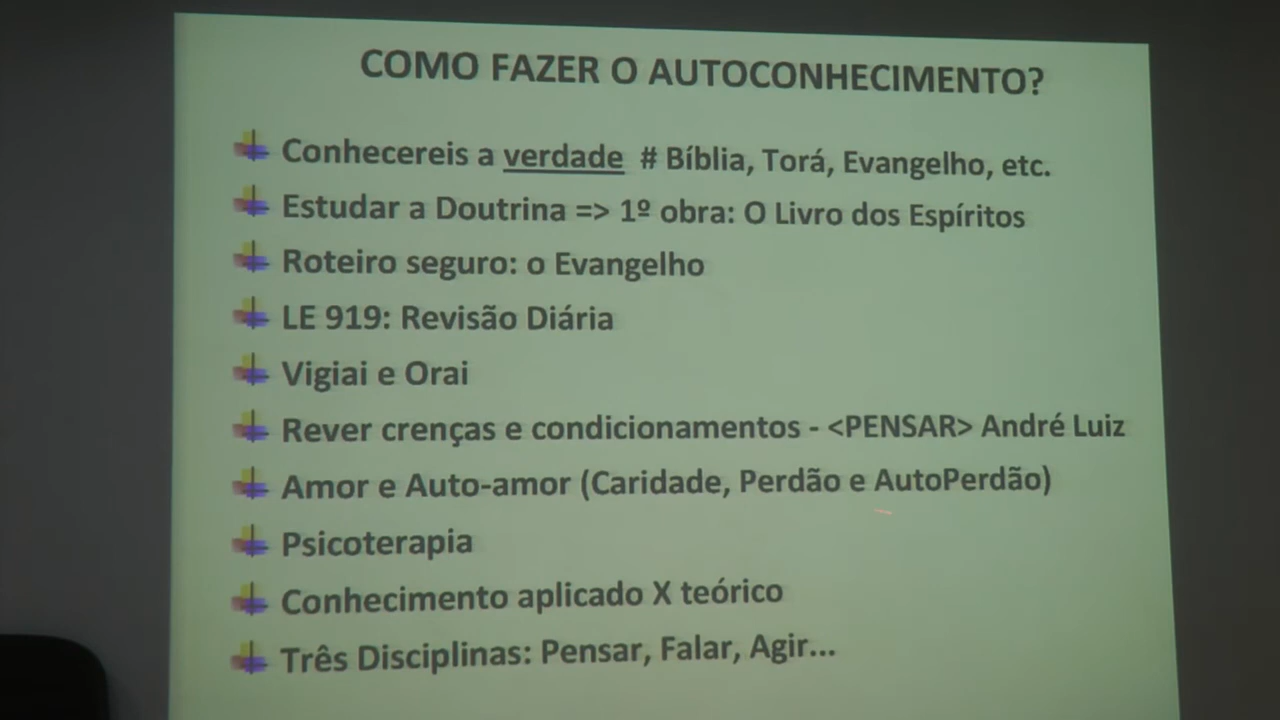 COMO FAZER O AUTOCONHECIMENTO?
Conhecereis a verdade # Bíblia, Torá, Evangelho, etc.
Estudar a Doutrina => 1º obra: O Livro dos Espíritos
Roteiro seguro: o Evangelho
LE 919: Revisão Diária
Vigiai e Orai
Rever crenças e condicionamentos - <PENSAR> André Luiz
Amor e Auto-amor (Caridade, Perdão e AutoPerdão)
Psicoterapia
Conhecimento aplicado X teórico
Três Disciplinas: Pensar, Falar, Agir...